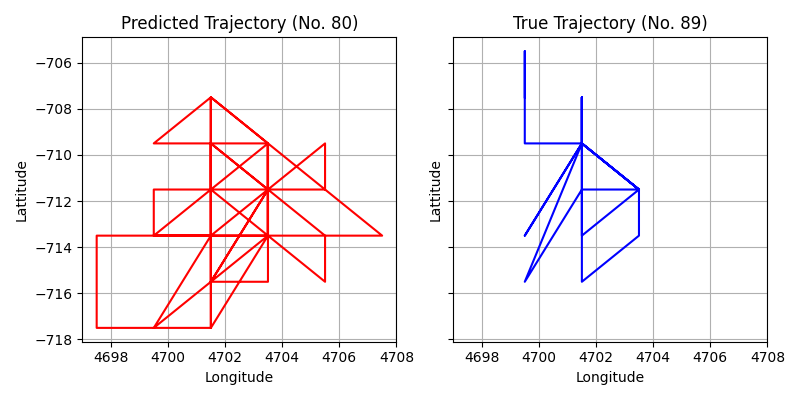 Predicted Trajectory (No. 80)
True Trajectory (No. 89)
−706
−708
−710
−712
−714
−716
−718
Lattitude
Lattitude
4698 4700 4702 4704 4706 4708
4698 4700 4702 4704 4706 4708
Longitude
Longitude